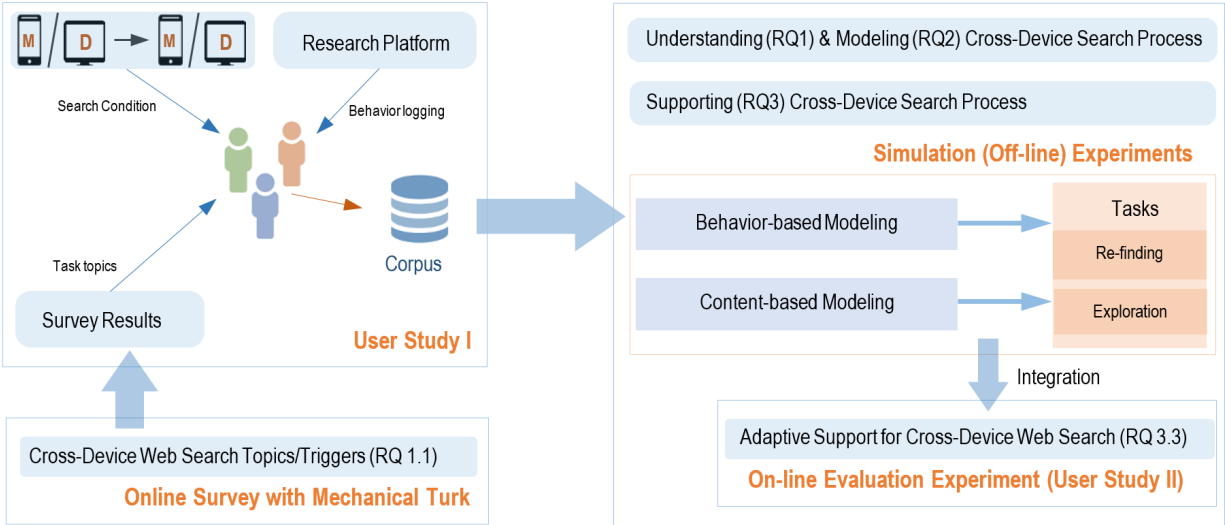 M D M D
Research Platform
Search Condition
Behavior logging
Corpus
Task topics
Survey Results
User Study I
Cross-Device Web Search Topics/Triggers (RQ 1.1)
Online Survey with Mechanical Turk
Understanding (RQ1) & Modeling (RQ2) Cross-Device Search Process
Supporting (RQ3) Cross-Device Search Process
Simulation (Off-line) Experiments
Behavior-based Modeling
Content-based Modeling
Tasks
Re-finding
Exploration
Integration
Adaptive Support for Cross-Device Web Search (RQ 3.3)
On-line Evaluation Experiment (User Study II)